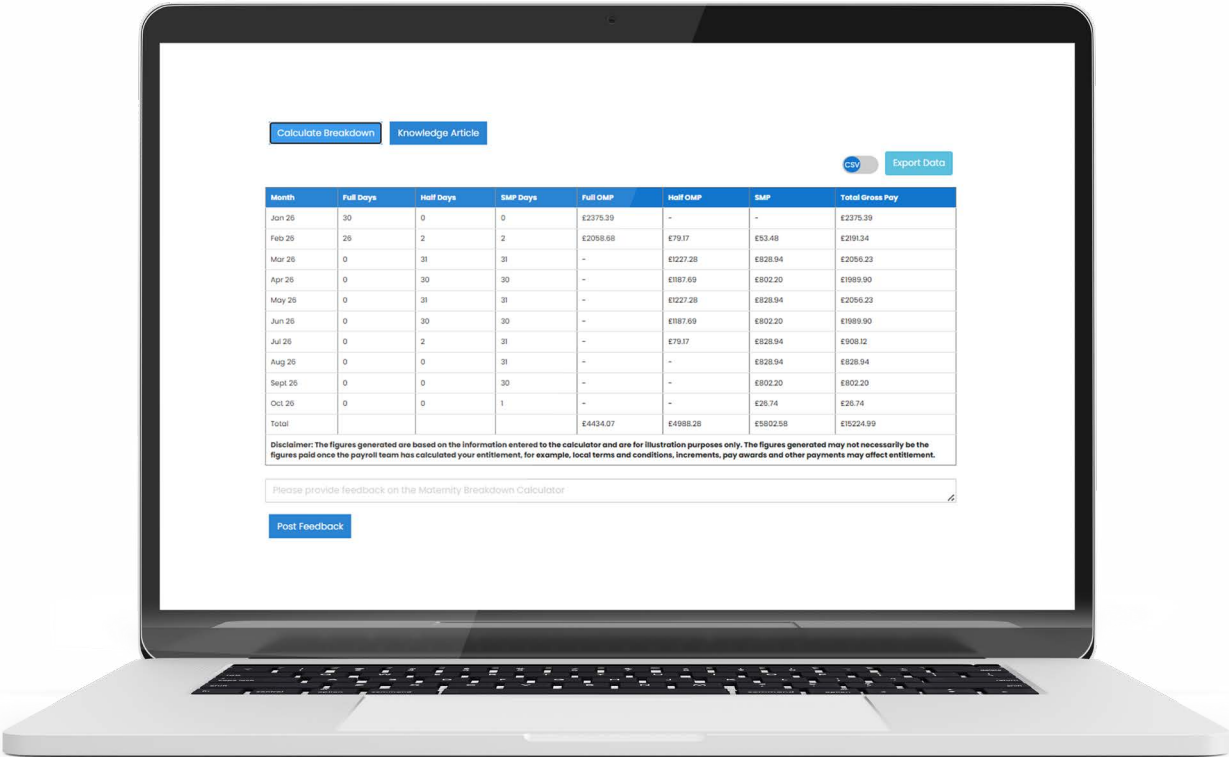 Calculate Breakdown Knowledge Article
CSV Export Data
Month Full Days Half Days SMP Days Full OMP Half OMP SMP Total Gross Pay
Jan 26 30 0 0 £2375.39 - - £2375.39
Feb 26 26 2 2 £2058.68 £79.17 £53.48 £2191.34
Mar 26 0 31 31 - £1227.28 £828.94 £2056.23
Apr 26 0 30 30 - £1187.69 £802.20 £1989.90
May 26 0 31 31 - £1227.28 £828.94 £2056.23
Jun 26 0 30 30 - £1187.69 £802.20 £1989.90
Jul 26 0 2 31 - £79.17 £828.94 £908.12
Aug 26 0 0 31 - - £828.94 £828.94
Sept 26 0 0 30 - - £802.20 £802.20
Oct 26 0 0 1 - - £26.74 £26.74
Total £4434.07 £4988.28 £5802.58 £15224.99
Disclaimer: The figures generated are based on the information entered to the calculator and are for illustration purposes only. The figures generated may not necessarily be the
figures paid once the payroll team has calculated your entitlement, for example, local terms and conditions, increments, pay awards and other payments may affect entitlement.
Please provide feedback on the Maternity Breakdown Calculator
Post Feedback